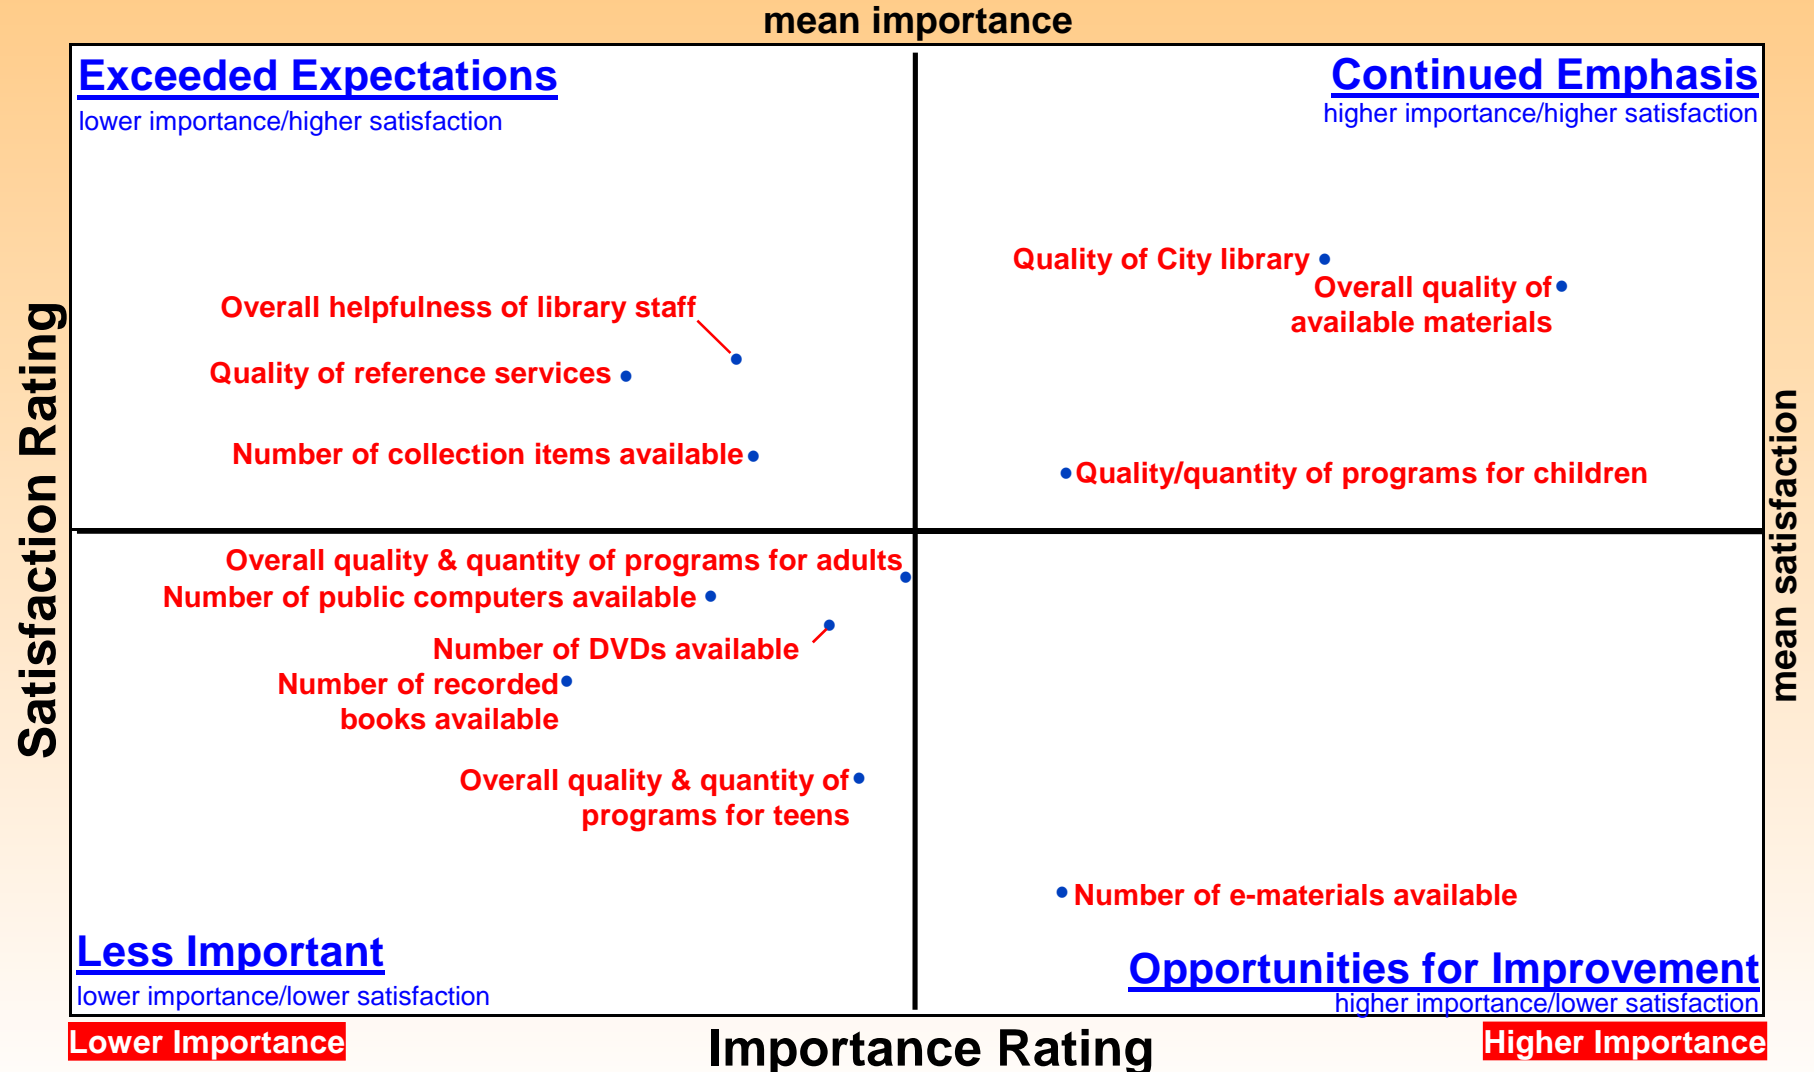 mean importance
Exceeded Expectations
lower importance/higher satisfaction
Continued Emphasis
higher importance/higher satisfaction
Quality of City library
Overall quality of
available materials
Overall helpfulness of library staff
Quality of reference services
Number of collection items available
Quality/quantity of programs for children
Satisfaction Rating
mean satisfaction
Overall quality & quantity of programs for adults
Number of public computers available
Number of DVDs available
Number of recorded
books available
Overall quality & quantity of
programs for teens
Number of e-materials available
Less Important
lower importance/lower satisfaction
Opportunities for Improvement
higher importance/lower satisfaction
Lower Importance
Importance Rating
Higher Importance